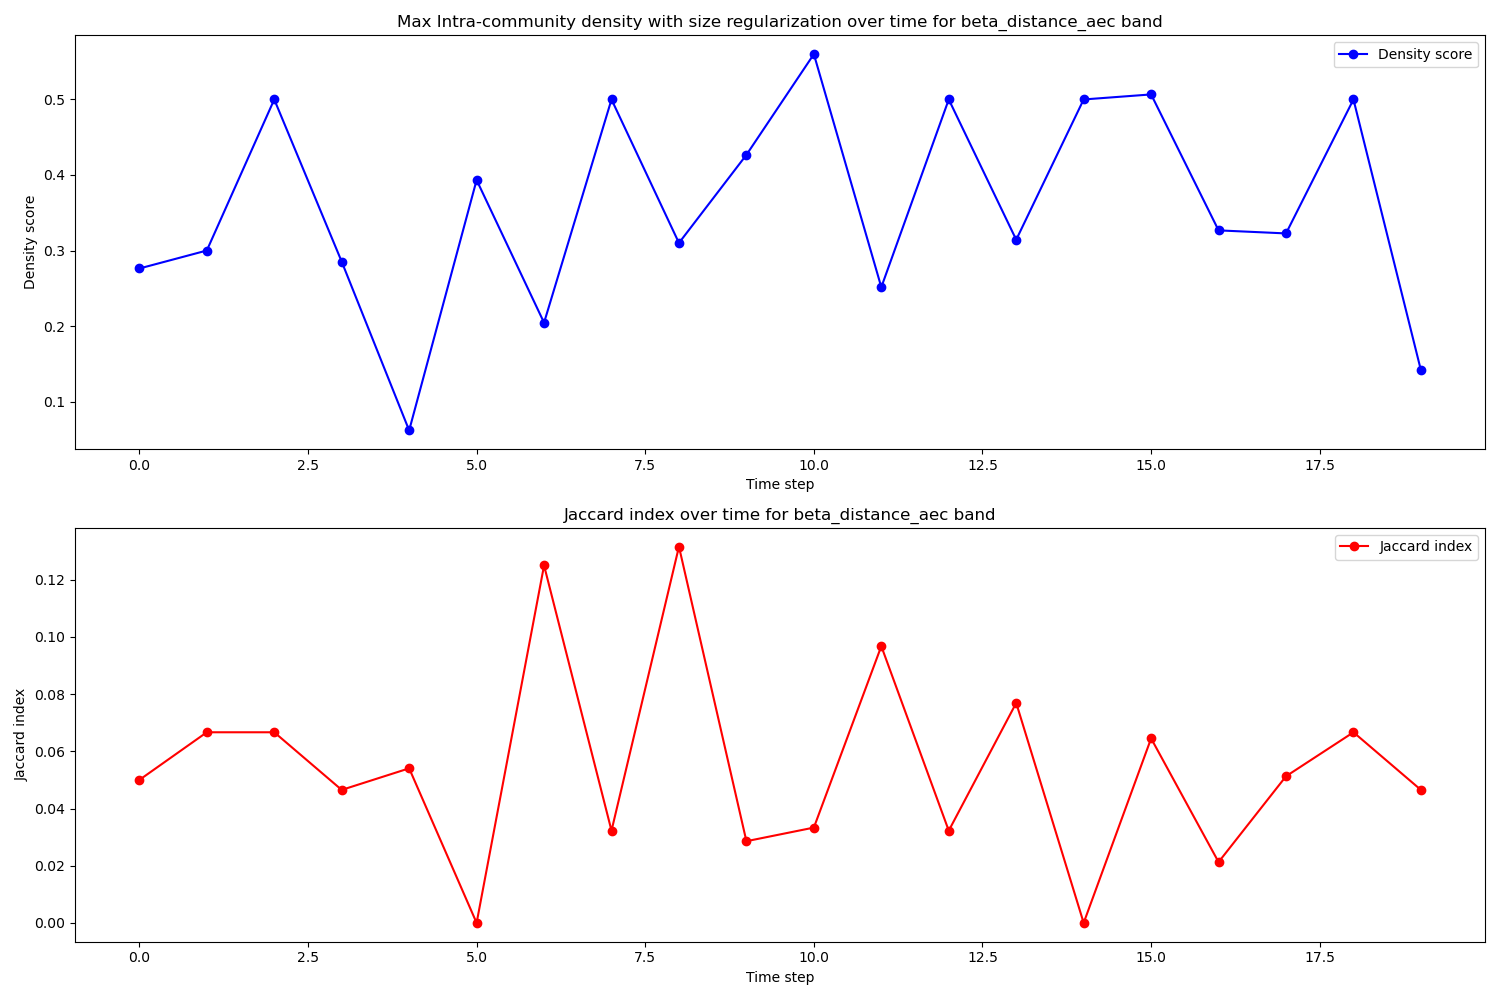 Max Intra-community density with size regularization over time for beta_distance_aec band
Density score
0.5
0.4
0.3
0.2
0.1
Density score
0.0 2.5 5.0 7.5 10.0 12.5 15.0 17.5
Time step
Jaccard index over time for beta_distance_aec band
Jaccard index
0.12
0.10
0.08
0.06
0.04
0.02
0.00
Jaccard index
0.0 2.5 5.0 7.5 10.0 12.5 15.0 17.5
Time step